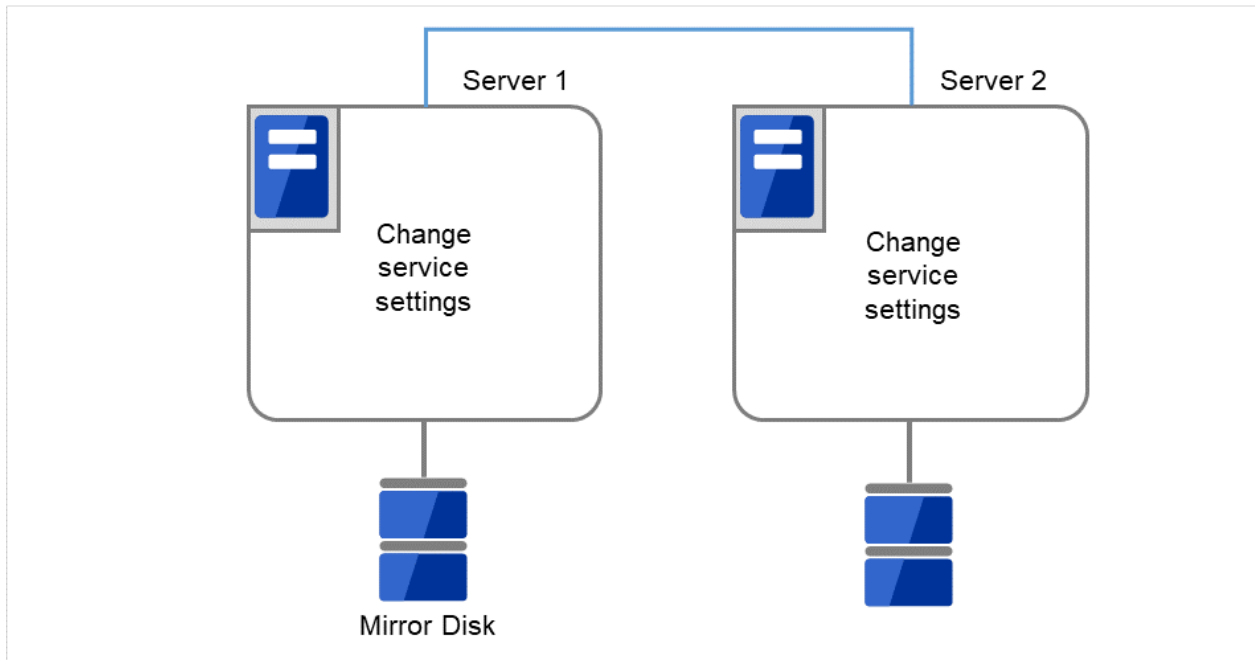 Server 1
Server 2
Change
service
settings
Change
service
settings
Mirror Disk